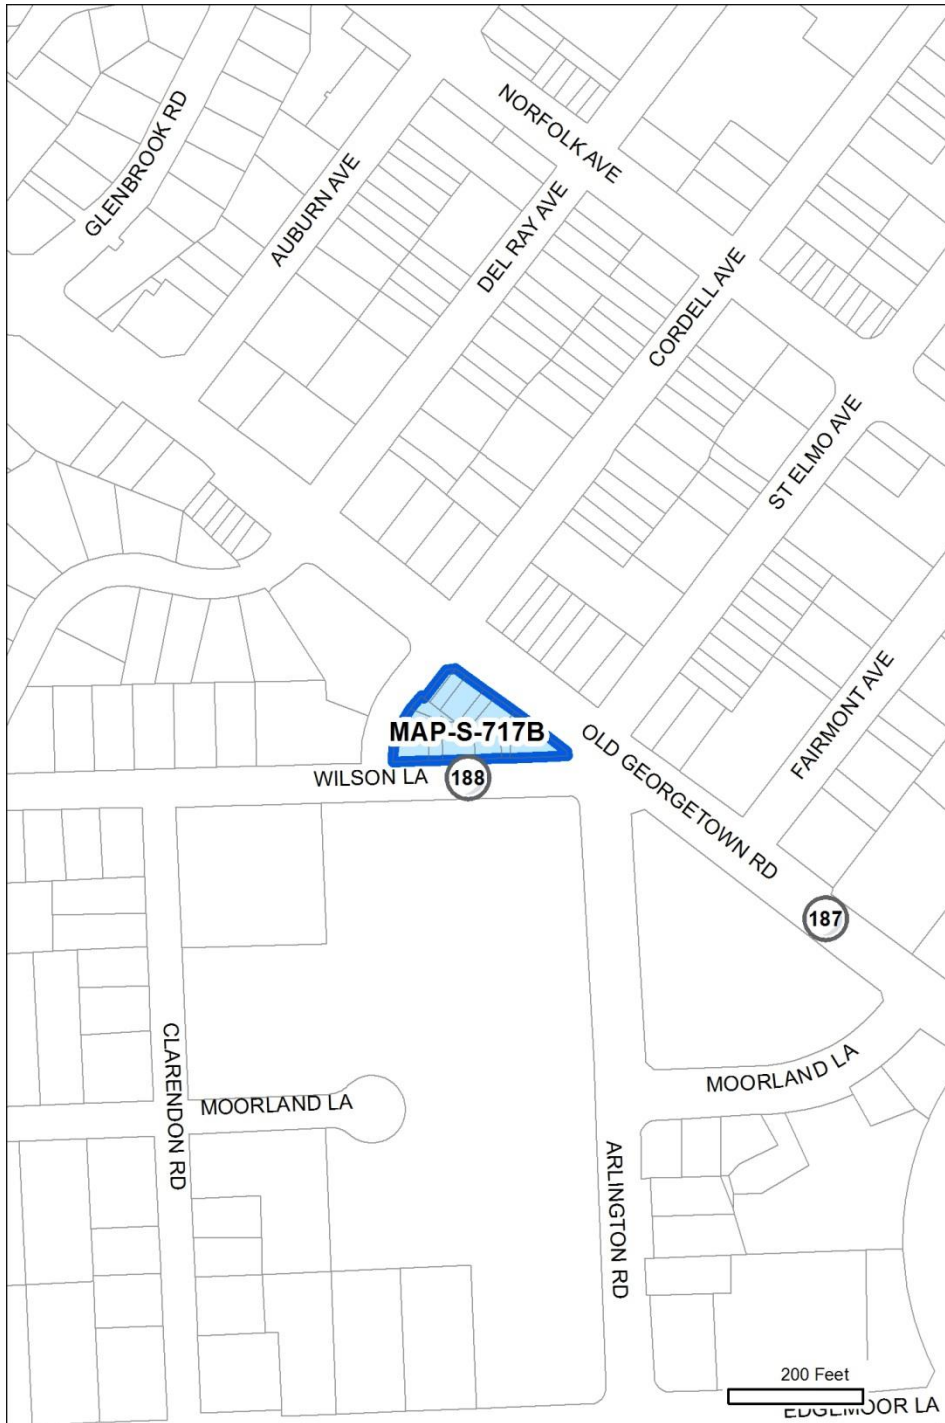 NORFOLK AVE
GLENBROOK RD
AUBURN AVE
DEL RAY AVE
CORDELL AVE
ST ELMO AVE
FAIRMONT AVE
MAP-S-717B
OLD GEORGETOWN RD
WILSON LA
188
187
CLARENDON RD
MOORLAND LA
MOORLAND LA
ARLINGTON RD
200 Feet
EDGEMOOR LA